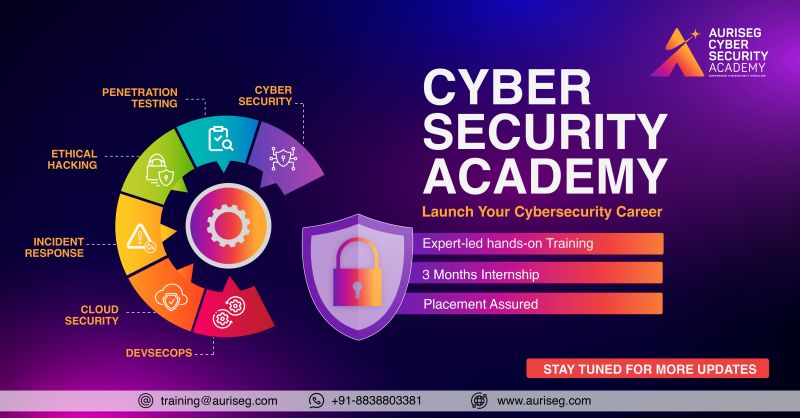 AURISEG
CYBER
SECURITY
ACADEMY
PENETRATION
TESTING
CYBER
SECURITY
ETHICAL
HACKING
INCIDENT
RESPONSE
CLOUD
SECURITY
DEVSECOPS
CYBER
SECURITY
ACADEMY
Launch Your Cybersecurity Career
Expert-led hands-on Training
3 Months Internship
Placement Assured
STAY TUNED FOR MORE UPDATES
training@auriseg.com
+91-8838803381
www.auriseg.com